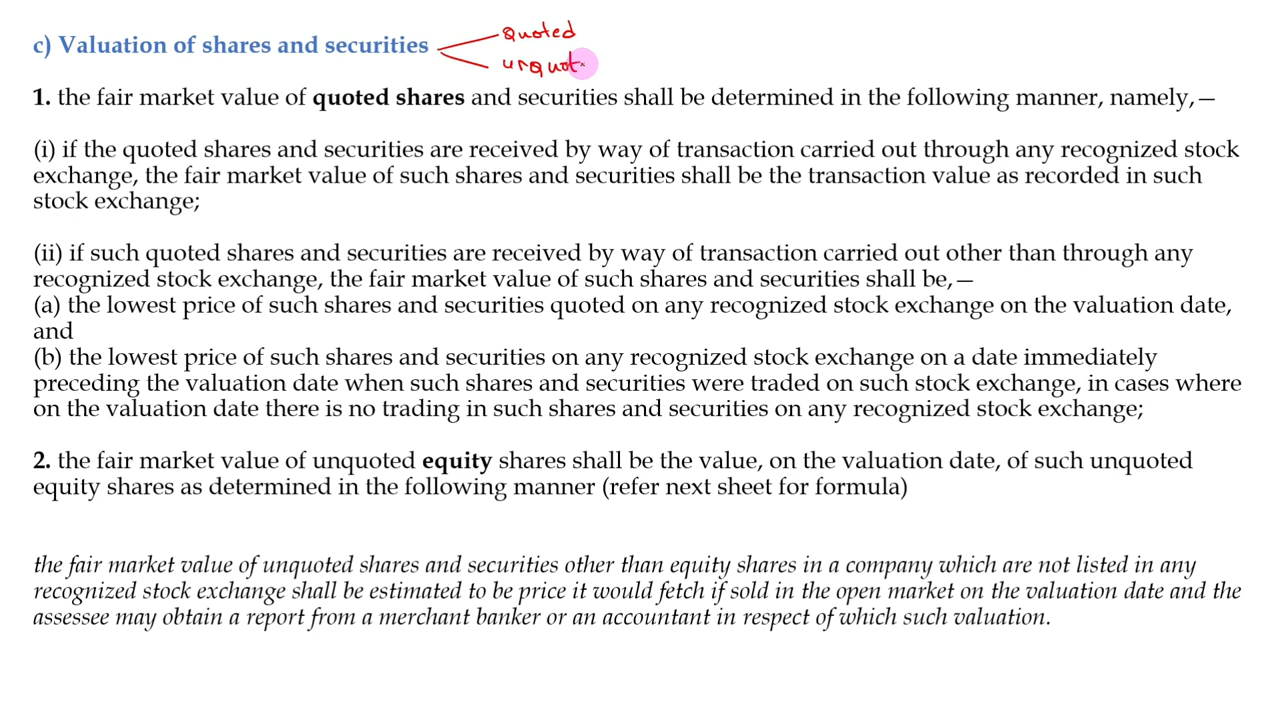 c) Valuation of shares and securities
quoted
unquot
1. the fair market value of quoted shares and securities shall be determined in the following manner, namely,—
(i) if the quoted shares and securities are received by way of transaction carried out through any recognized stock
exchange, the fair market value of such shares and securities shall be the transaction value as recorded in such
stock exchange;
(ii) if such quoted shares and securities are received by way of transaction carried out other than through any
recognized stock exchange, the fair market value of such shares and securities shall be,—
(a) the lowest price of such shares and securities quoted on any recognized stock exchange on the valuation date,
and
(b) the lowest price of such shares and securities on any recognized stock exchange on a date immediately
preceding the valuation date when such shares and securities were traded on such stock exchange, in cases where
on the valuation date there is no trading in such shares and securities on any recognized stock exchange;
2. the fair market value of unquoted equity shares shall be the value, on the valuation date, of such unquoted
equity shares as determined in the following manner (refer next sheet for formula)
the fair market value of unquoted shares and securities other than equity shares in a company which are not listed in any
recognized stock exchange shall be estimated to be price it would fetch if sold in the open market on the valuation date and the
assessee may obtain a report from a merchant banker or an accountant in respect of which such valuation.